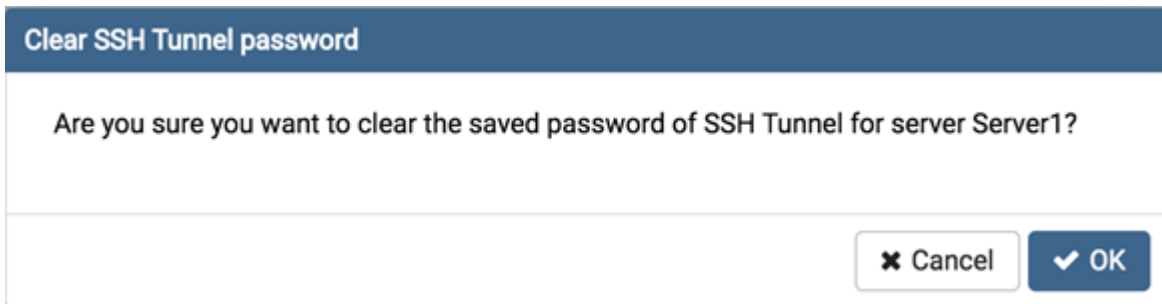 Clear SSH Tunnel password
Are you sure you want to clear the saved password of SSH Tunnel for server Server1?
Cancel
OK